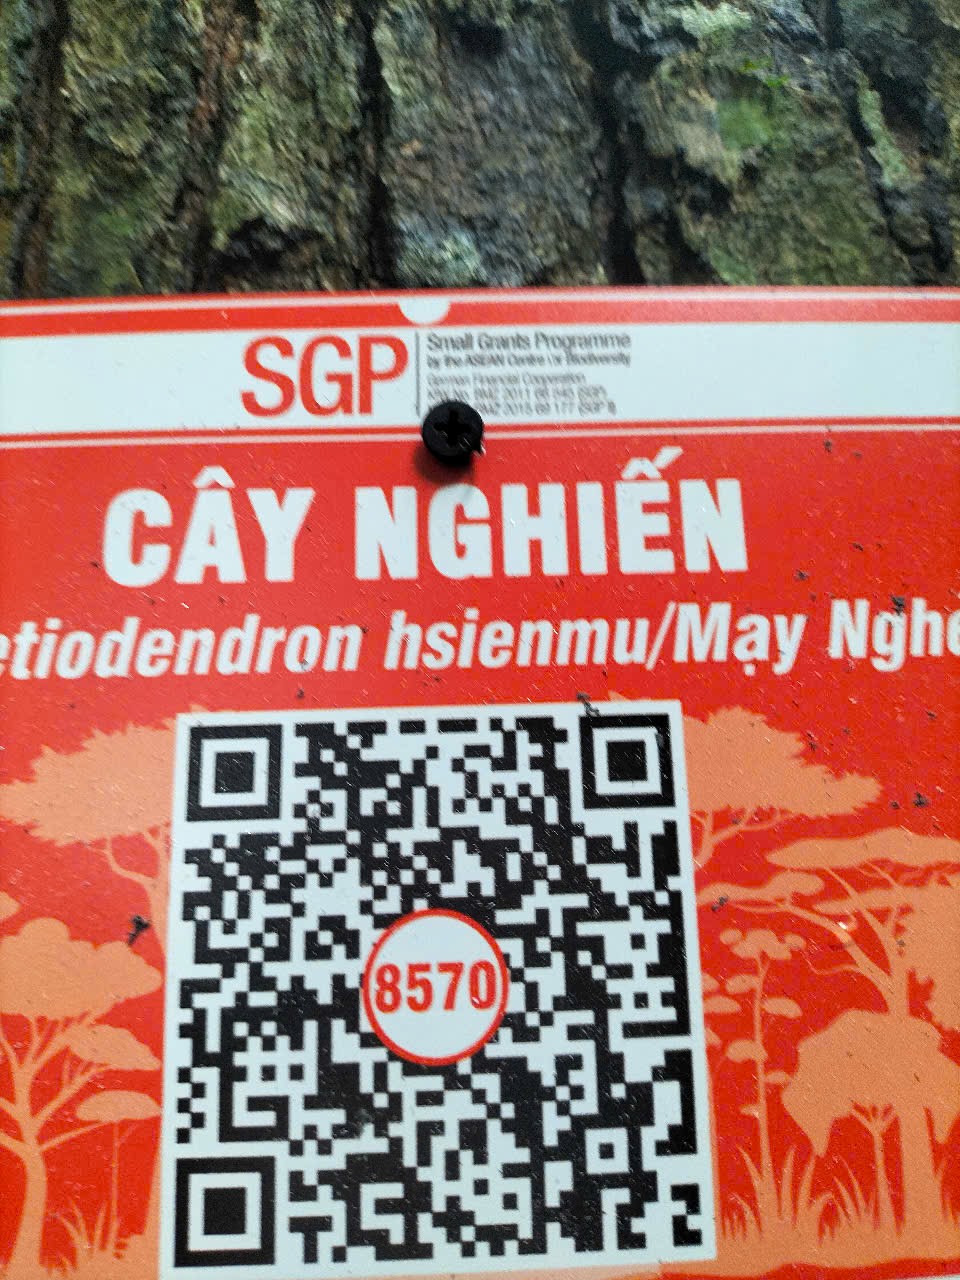 SGP
Small Grants Programme
by the ASEAN Centre for Biodiversity
German Financial Cooperation
CÂY NGHIẾN
etiodendron hsienmu/Mạy Nghe
8570